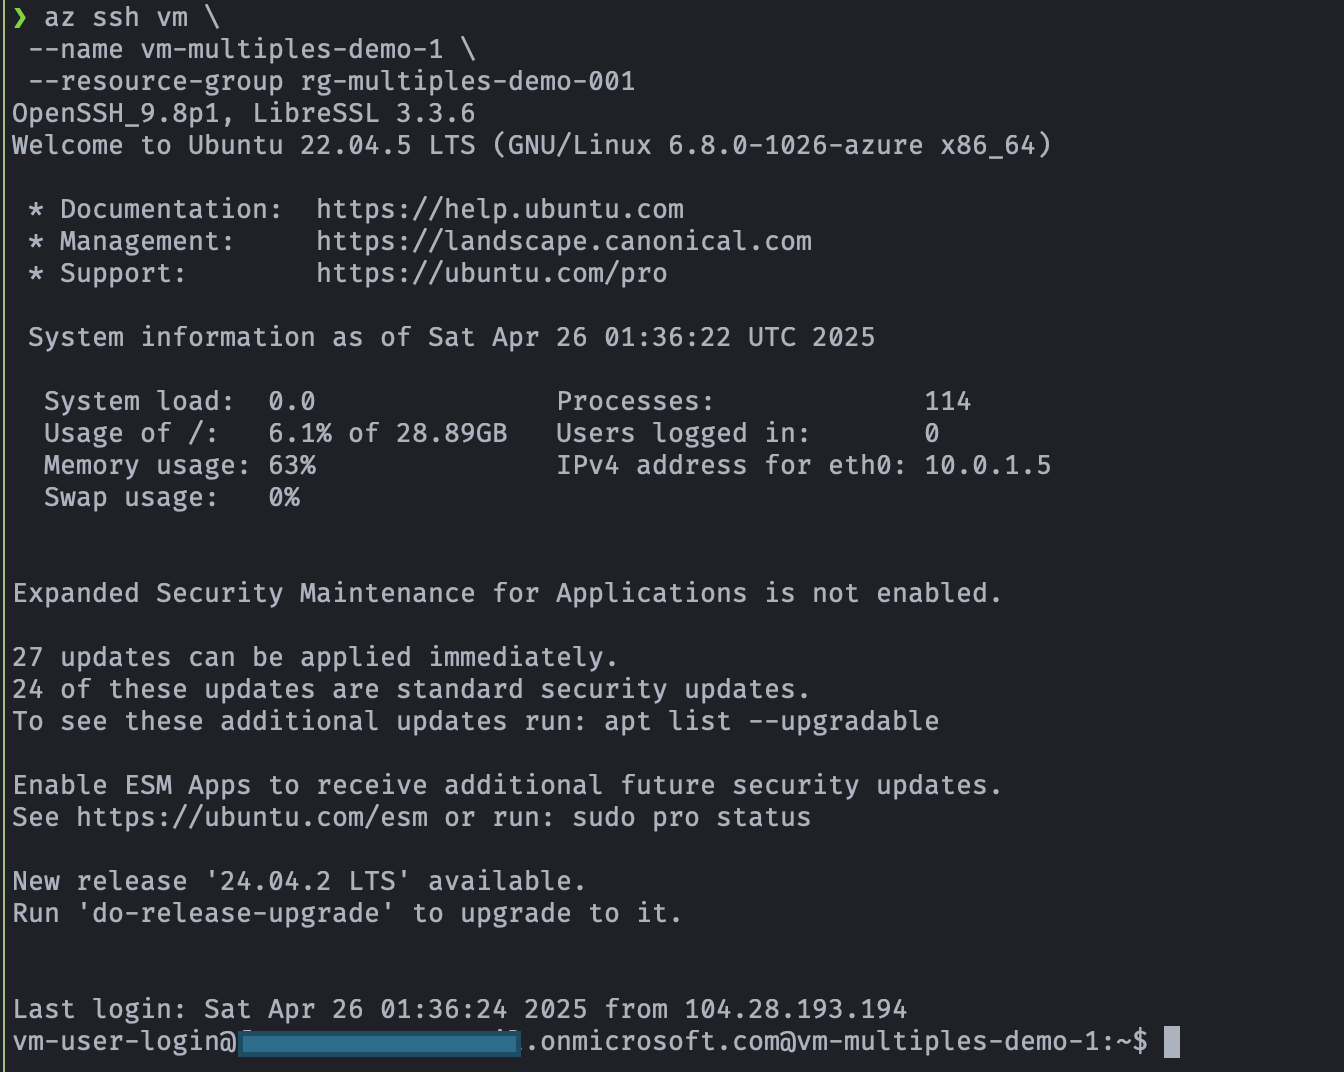 ❯ az ssh vm \
--name vm-multiples-demo-1 \
--resource-group rg-multiples-demo-001
OpenSSH_9.8p1, LibreSSL 3.3.6
Welcome to Ubuntu 22.04.5 LTS (GNU/Linux 6.8.0-1026-azure x86_64)
* Documentation:  https://help.ubuntu.com
* Management:     https://landscape.canonical.com
* Support:        https://ubuntu.com/pro
System information as of Sat Apr 26 01:36:22 UTC 2025
System load:  0.0               Processes:             114
Usage of /:   6.1% of 28.89GB   Users logged in:       0
Memory usage: 63%               IPv4 address for eth0: 10.0.1.5
Swap usage:   0%
Expanded Security Maintenance for Applications is not enabled.
27 updates can be applied immediately.
24 of these updates are standard security updates.
To see these additional updates run: apt list --upgradable
Enable ESM Apps to receive additional future security updates.
See https://ubuntu.com/esm or run: sudo pro status
New release '24.04.2 LTS' available.
Run 'do-release-upgrade' to upgrade to it.
Last login: Sat Apr 26 01:36:24 2025 from 104.28.193.194
vm-user-login@ .onmicrosoft.com@vm-multiples-demo-1:~$